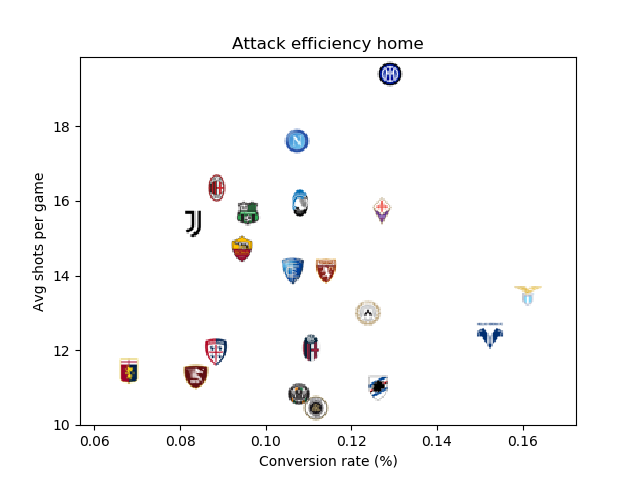 Attack efficiency home
Avg shots per game
18
16
14
12
10
0.06 0.08 0.10 0.12 0.14 0.16
Conversion rate (%)
N